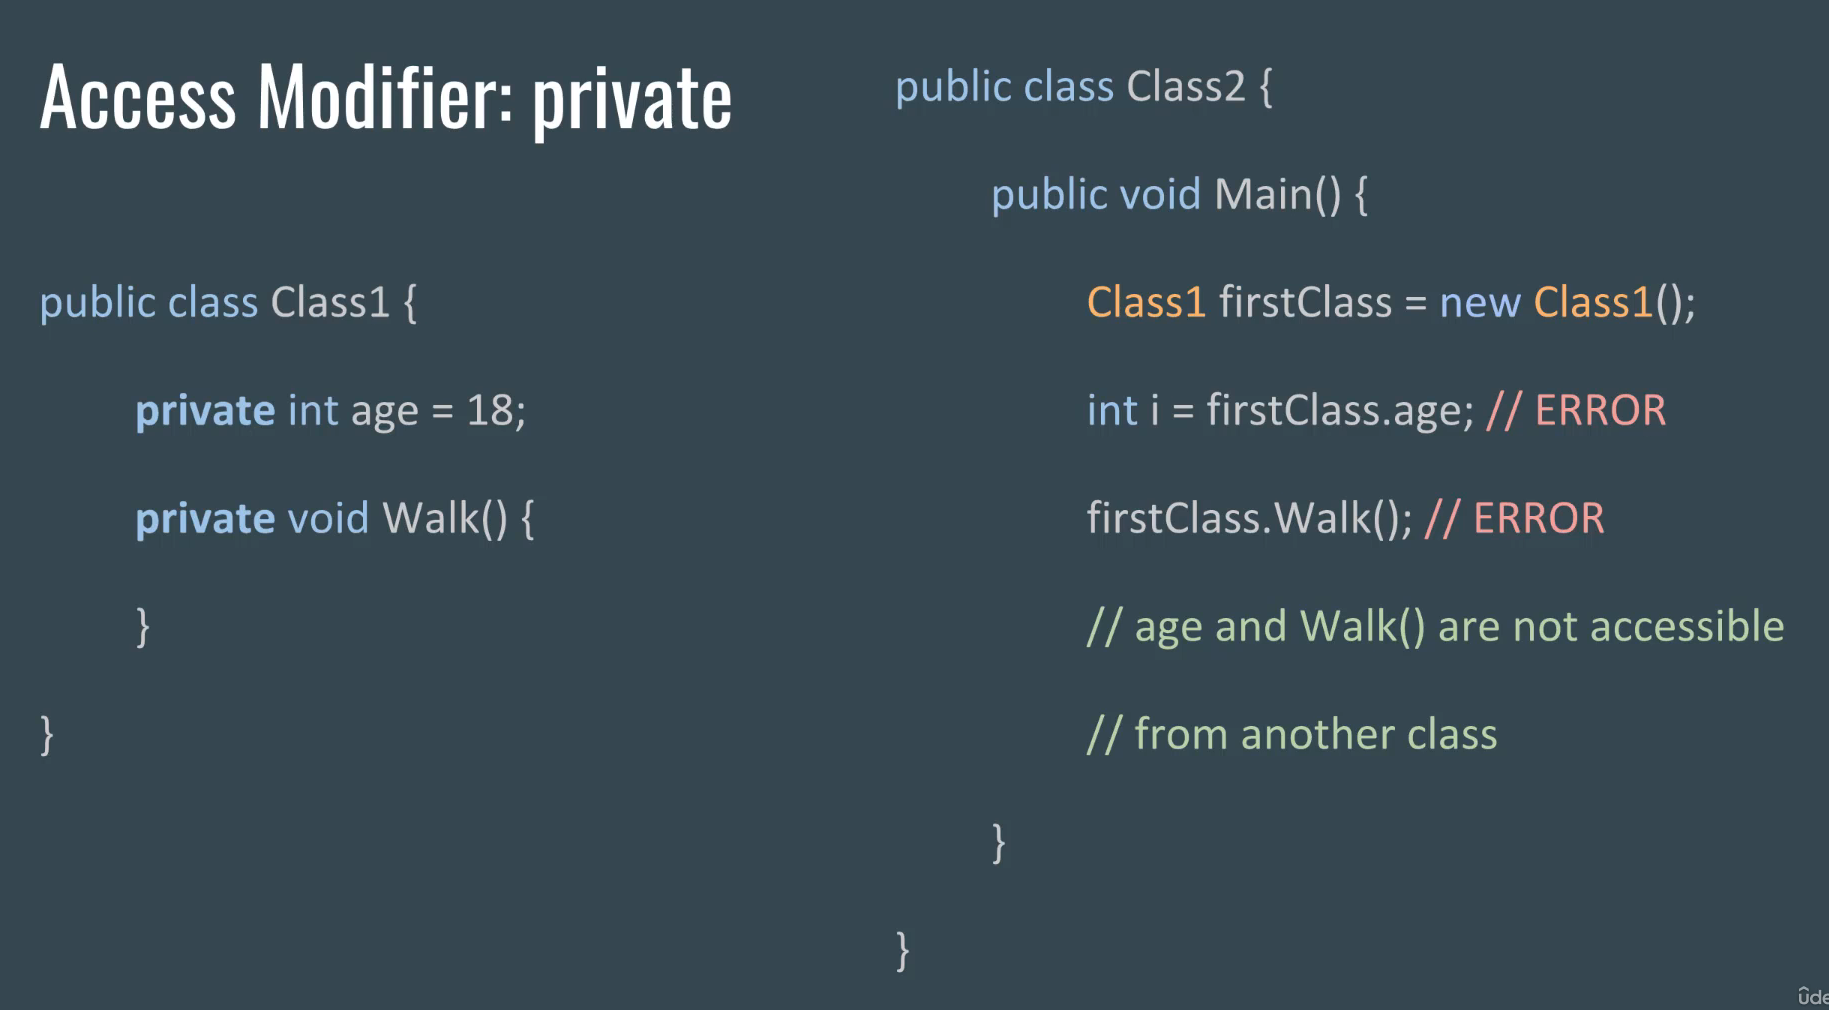 Access Modifier: private
public class Class1 {
private int age = 18;
private void Walk() {
}
}
public class Class2 {
public void Main() {
Class1 firstClass = new Class1();
int i = firstClass.age; // ERROR
firstClass.Walk(); // ERROR
// age and Walk() are not accessible
// from another class
}
}